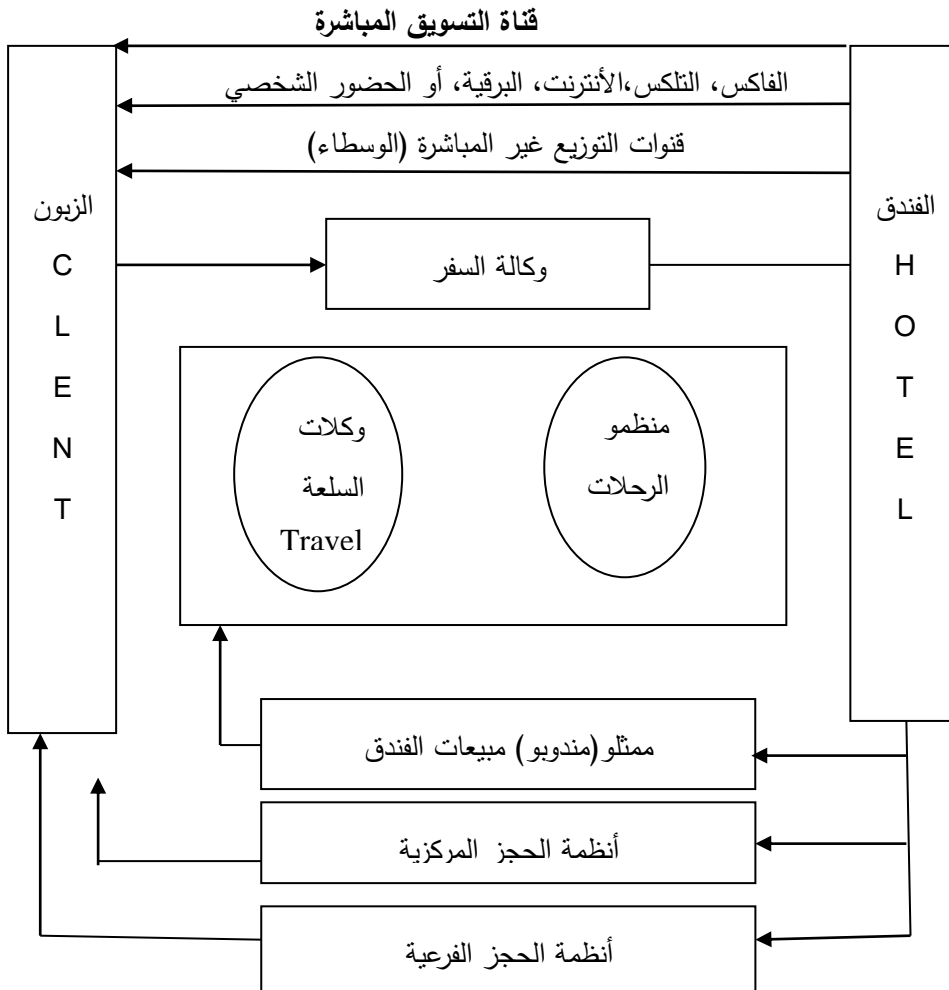 قناة التسويق المباشرة
الفاكس، التلكس،الأنترنت، البرقية، أو الحضور الشخصي
قنوات التوزيع غير المباشرة (الوسطاء)
الفندق
H
O
T
E
L
الزبون
C
L
E
N
T
وكالة السفر
منظمو
الرحلات
وكلات
السلعة
Travel
ممثلو(مندوبو) مبيعات الفندق
أنظمة الحجز المركزية
أنظمة الحجز الفرعية